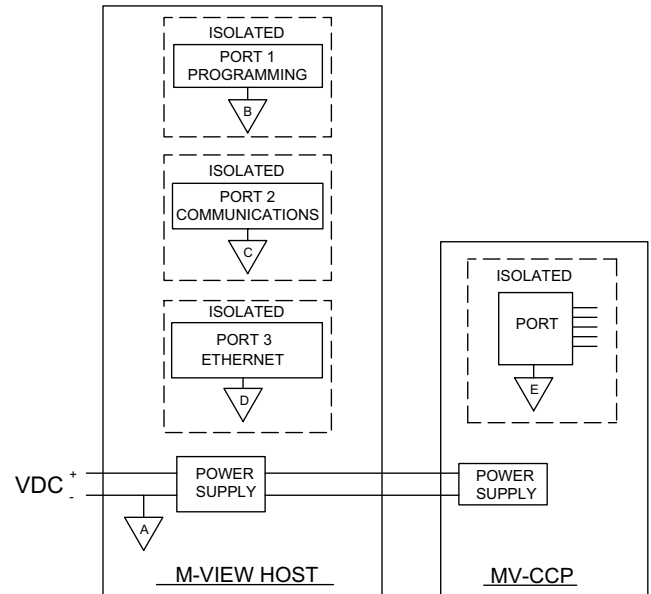 ISOLATED
PORT 1
PROGRAMMING
B
ISOLATED
PORT 2
COMMUNICATIONS
C
ISOLATED
PORT 3
ETHERNET
D
ISOLATED
PORT
E
VDC + -
A
POWER
SUPPLY
POWER
SUPPLY
M-VIEW HOST
MV-CCP